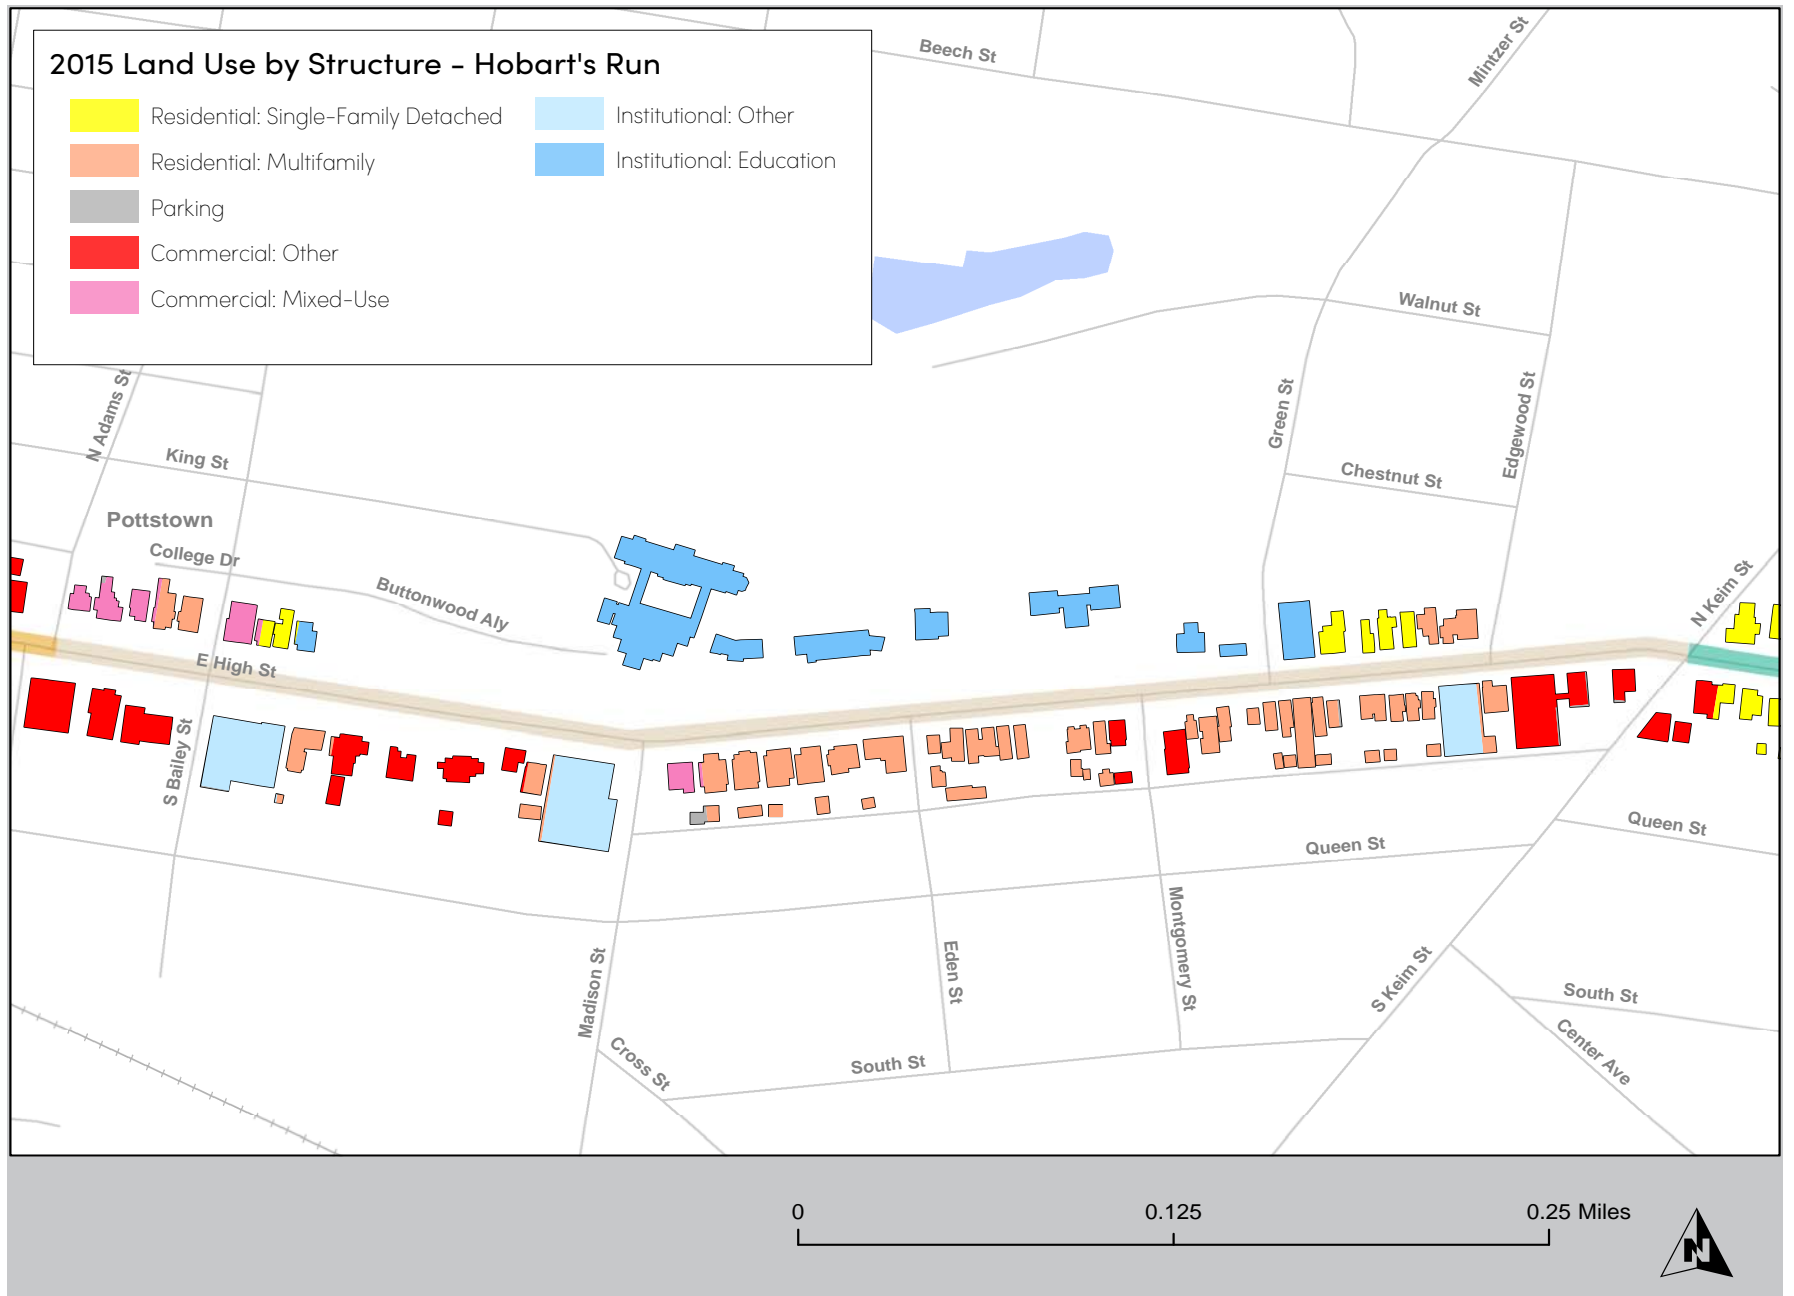 2015 Land Use by Structure - Hobart's Run
Residential: Single-Family Detached
Residential: Multifamily
Parking
Commercial: Other
Commercial: Mixed-Use
Institutional: Other
Institutional: Education
Beech St
Mintzer St
Walnut St
N Adams St
Green St
Edgewood St
King St
Chestnut St
Pottstown
College Dr
Buttonwood Aly
N Keim St
E High St
S Bailey St
Queen St
Queen St
Madison St
Eden St
Montgomery St
S Keim St
South St
Center Ave
Cross St
South St
0
0.125
0.25 Miles
N